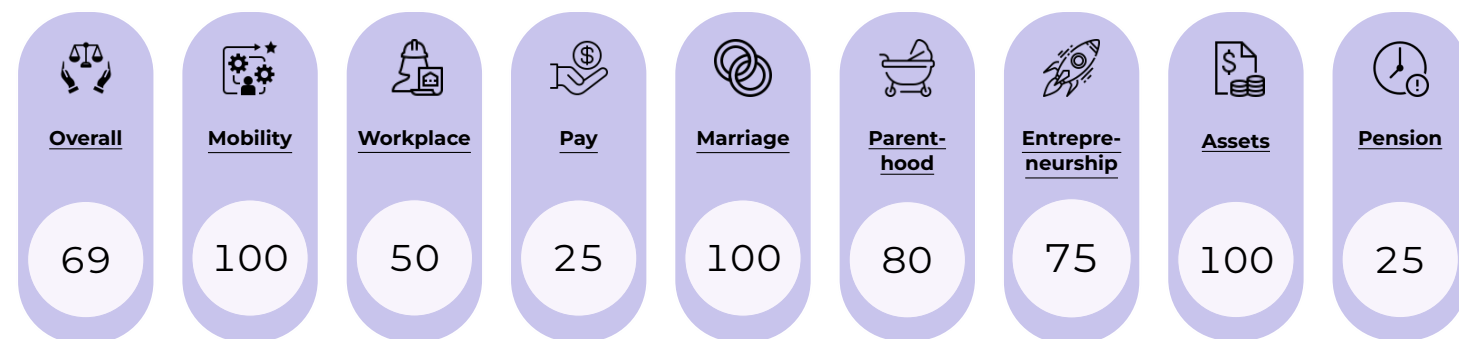 $
$
!
Overall
Mobility
Workplace
Pay
Marriage
Parent-
hood
Entrepre-
neurship
Assets
Pension
69
100
50
25
100
80
75
100
25